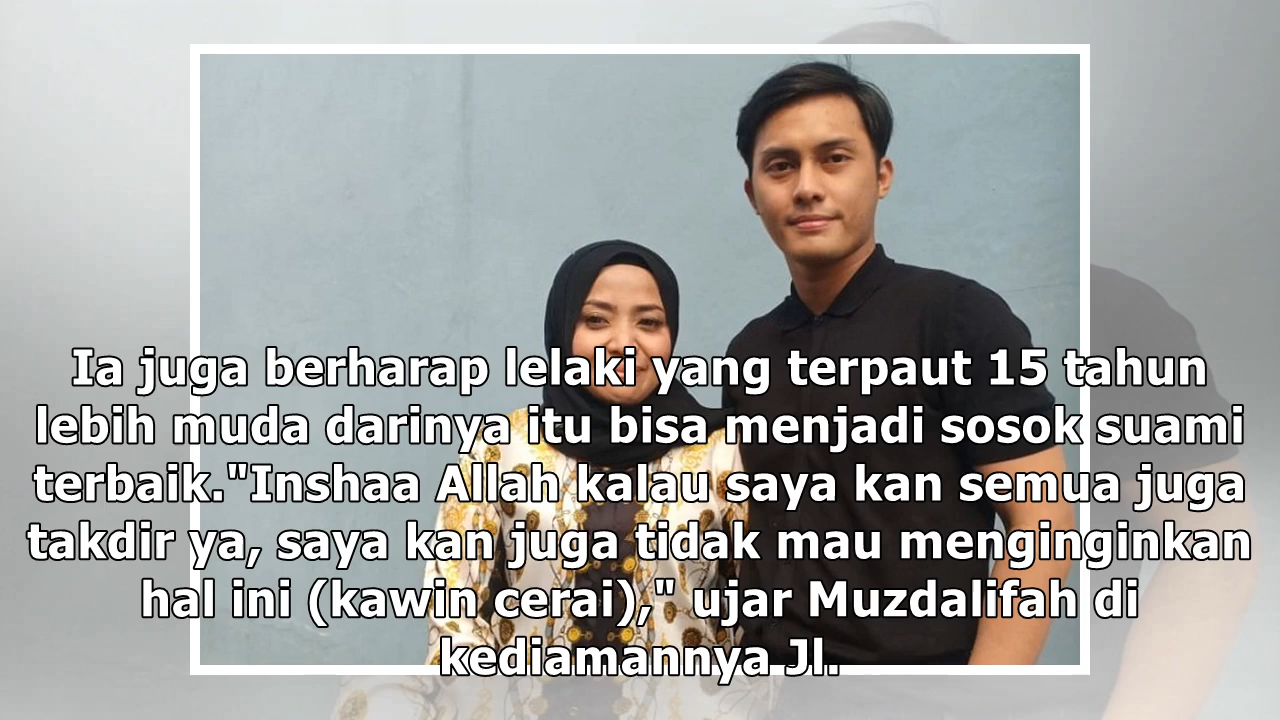 Ia juga berharap lelaki yang terpaut 15 tahun
lebih muda darinya itu bisa menjadi sosok suami
terbaik."Inshaa Allah kalau saya kan semua juga
takdir ya, saya kan juga tidak mau menginginkan
hal ini (kawin cerai)," ujar Muzdalifah di
kediamannya Jl.